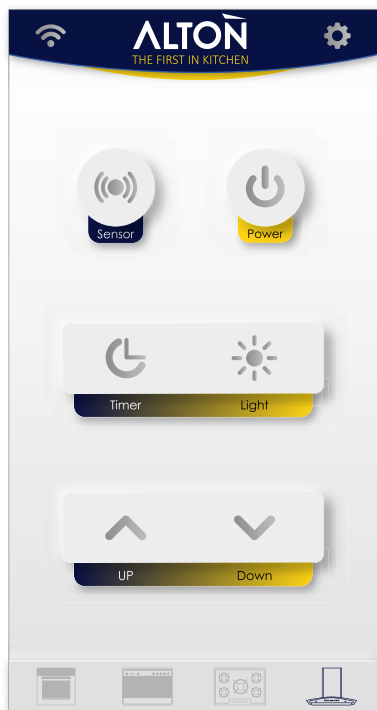 ALTON
THE FIRST IN KITCHEN
Sensor
Power
Timer
Light
UP
Down